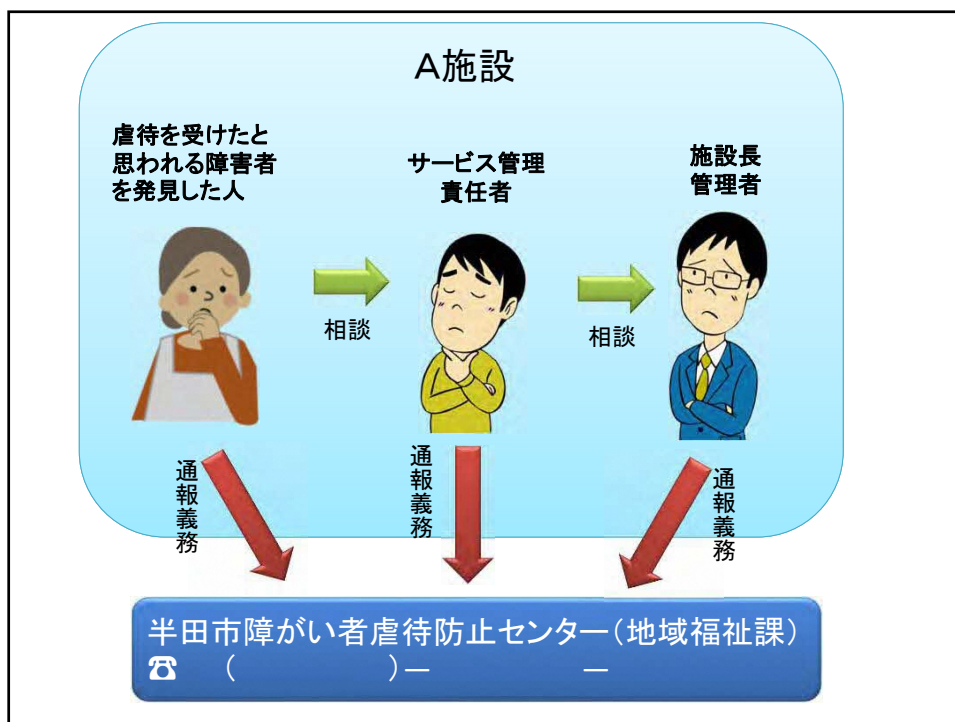 A施設
虐待を受けたと
思われる障害者
を発見した人
サービス管理
責任者
施設長
管理者
相談
相談
通報義務
通報義務
通報義務
半田市障がい者虐待防止センター(地域福祉課)
☎ (　　　　　)―　　　　　―